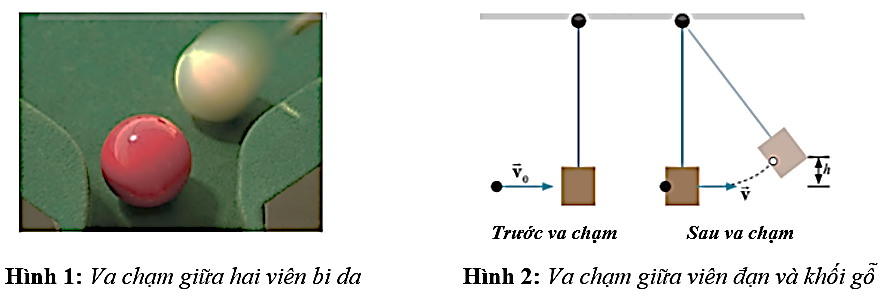 v⃗₀
v⃗
h
Trước va chạm
Sau va chạm
Hình 1: Va chạm giữa hai viên bi da
Hình 2: Va chạm giữa viên đạn và khối gỗ